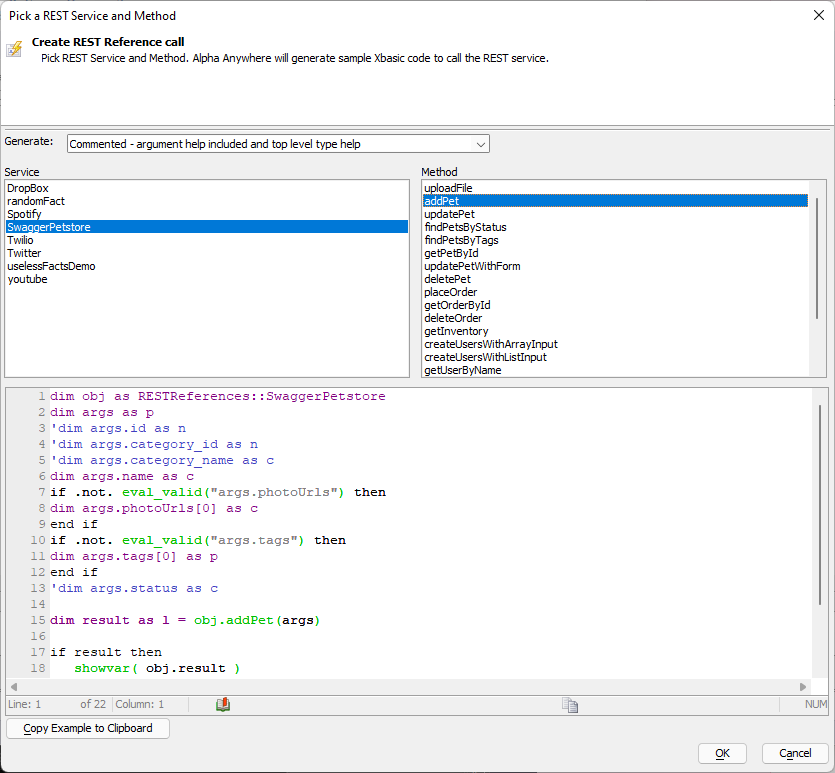 Pick a REST Service and Method
Create REST Reference call
Pick REST Service and Method. Alpha Anywhere will generate sample Xbasic code to call the REST service.
Generate: Commented - argument help included and top level type help
Service
DropBox
randomFact
Spotify
SwaggerPetstore
Twilio
Twitter
uselessFactsDemo
youtube
Method
uploadFile
addPet
updatePet
findPetsByStatus
findPetsByTags
getPetById
updatePetWithForm
deletePet
placeOrder
getOrderById
deleteOrder
getInventory
createUsersWithArrayInput
createUsersWithListInput
getUserByName
1 dim obj as RESTReferences::SwaggerPetstore
2 dim args as p
3 'dim args.id as n
4 'dim args.category_id as n
5 'dim args.category_name as c
6 dim args.name as c
7 if .not. eval_valid("args.photoUrls") then
8 dim args.photoUrls[0] as c
9 end if
10 if .not. eval_valid("args.tags") then
11 dim args.tags[0] as p
12 end if
13 'dim args.status as c
14
15 dim result as l = obj.addPet(args)
16
17 if result then
18 showvar( obj.result )
Line: 1 of 22 Column: 1 NUM
Copy Example to Clipboard
OK Cancel